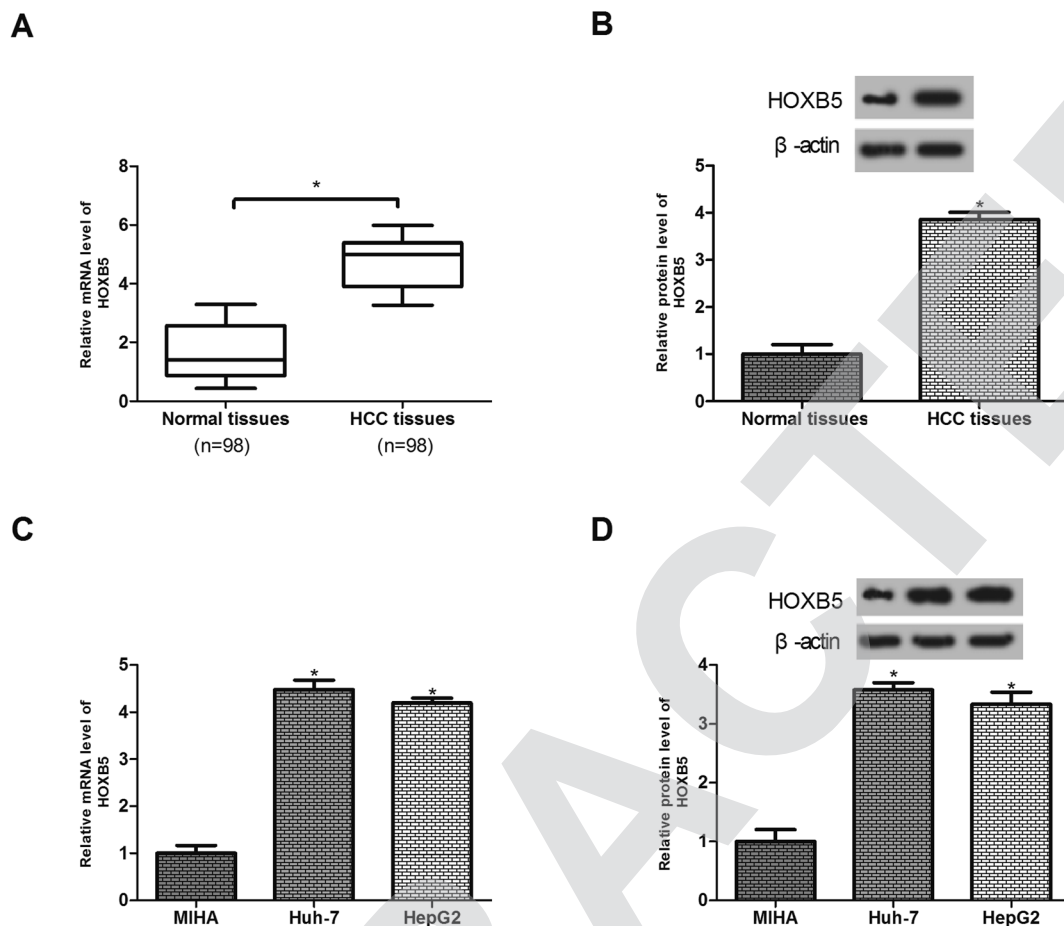 A
8
6
4
2
0
Relative mRNA level of
HOXB5
*
Normal tissues
HCC tissues
(n=98)
(n=98)
B
HOXB5
β -actin
5
4
3
2
1
0
Relative protein level of
HOXB5
*
Normal tissues
HCC tissues
C
5
4
3
2
1
0
Relative mRNA level of
HOXB5
*
*
MIHA
Huh-7
HepG2
D
HOXB5
β -actin
4
3
2
1
0
Relative protein level of
HOXB5
*
*
MIHA
Huh-7
HepG2
ACT